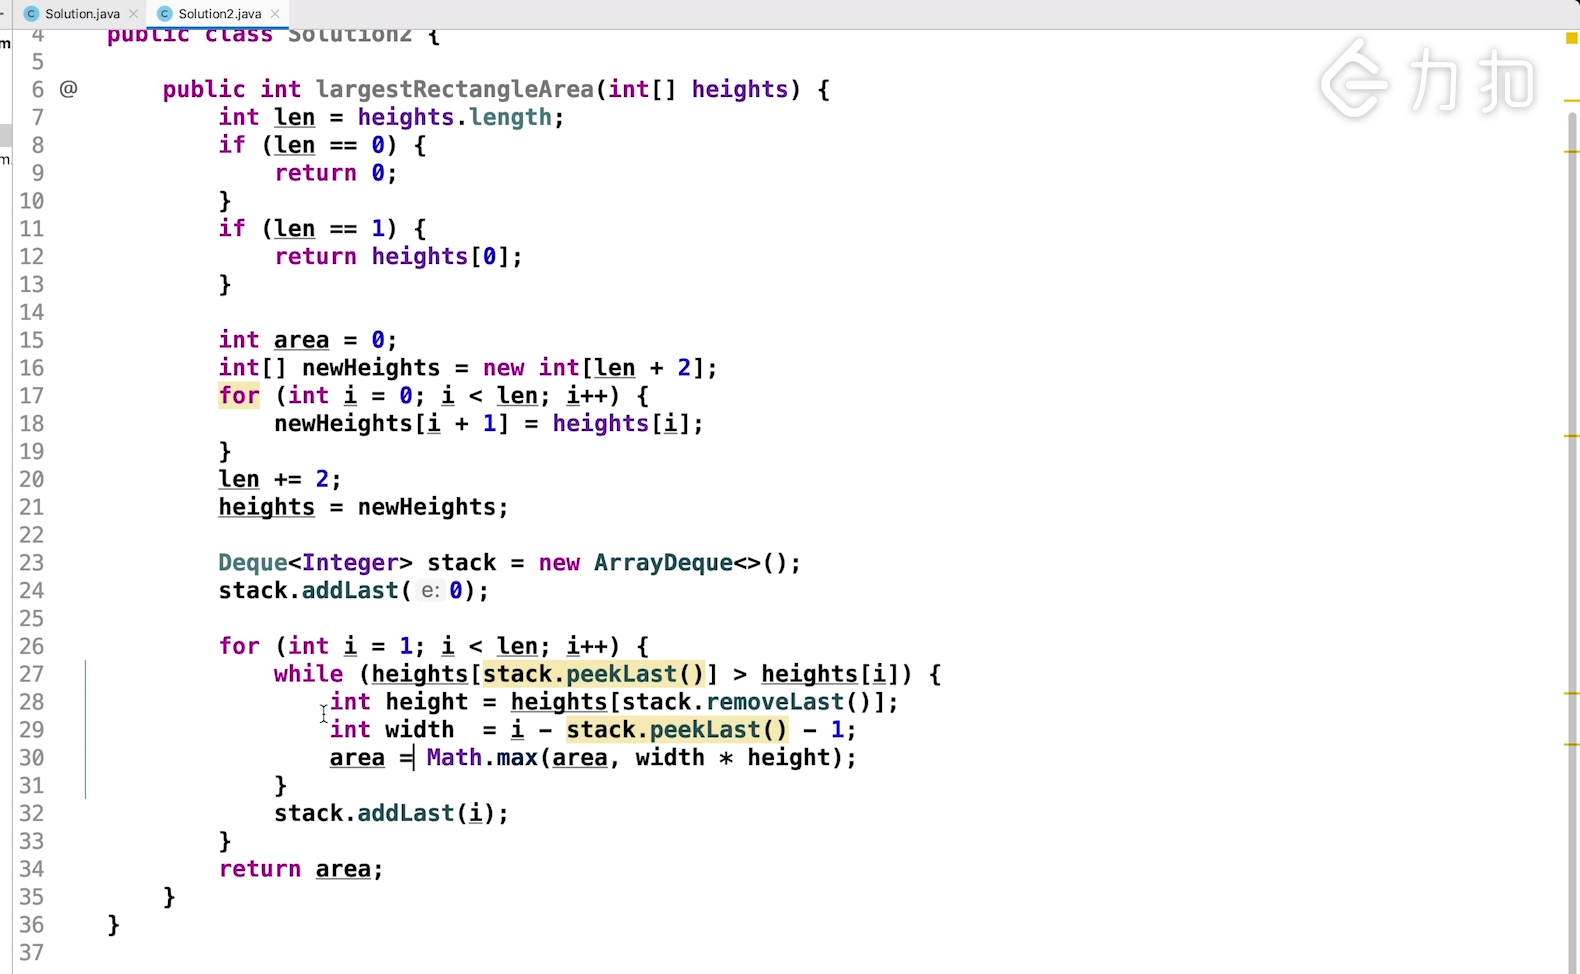 Solution.java
Solution2.java
力扣
m
m.
4 public class Solution2 {
5
6 @ public int largestRectangleArea(int[] heights) {
7 int len = heights.length;
8 if (len == 0) {
9 return 0;
10 }
11 if (len == 1) {
12 return heights[0];
13 }
14
15 int area = 0;
16 int[] newHeights = new int[len + 2];
17 for (int i = 0; i < len; i++) {
18 newHeights[i + 1] = heights[i];
19 }
20 len += 2;
21 heights = newHeights;
22
23 Deque<Integer> stack = new ArrayDeque<>();
24 stack.addLast( e: 0);
25
26 for (int i = 1; i < len; i++) {
27 while (heights[stack.peekLast()] > heights[i]) {
28 int height = heights[stack.removeLast()];
29 int width  = i - stack.peekLast() - 1;
30 area = Math.max(area, width * height);
31 }
32 stack.addLast(i);
33 }
34 return area;
35 }
36 }
37